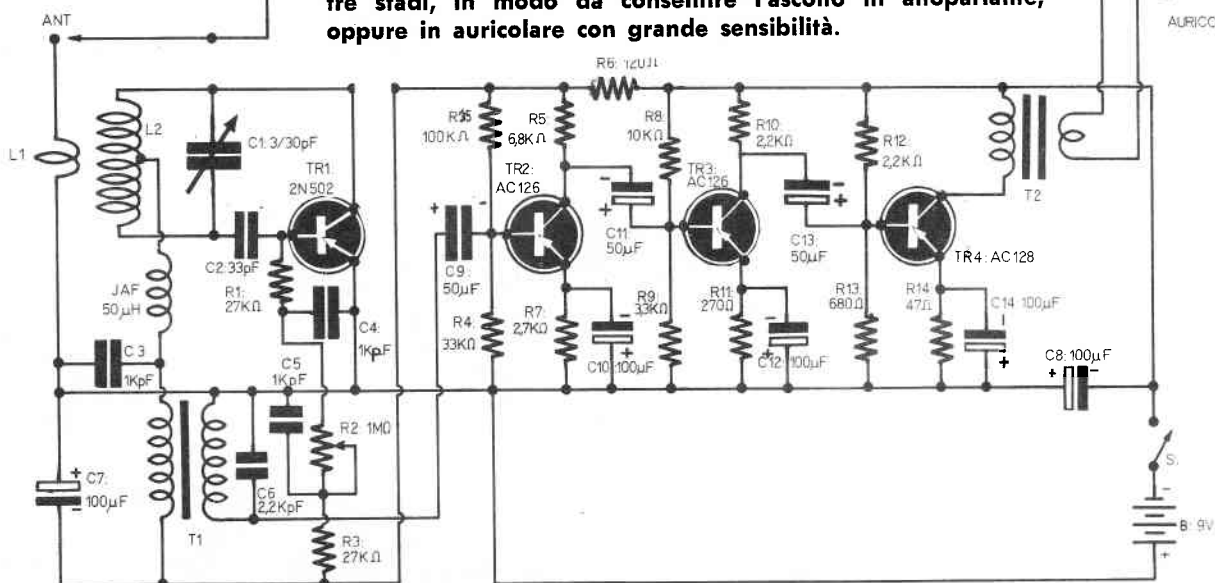 tre stadi, in modo da consentire l'ascolto in altoparlante,
oppure in auricolare con grande sensibilità.
ANT
AURICO
L1
L2
C1: 3/30pF
TR1:
2N502
C2: 33pF
R1:
27KΩ
JAF
50µH
C3
1KpF
C4:
1KpF
C5
1KpF
R2: 1MΩ
C6
2,2KpF
C7:
100µF
T1
R3:
27KΩ
R6: 120Ω
100KΩ
R5
6,8KΩ
TR2:
AC126
C9:
50µF
R4:
33KΩ
R7:
2,7KΩ
C10: 100µF
C11:
50µF
R8:
10KΩ
R9
3,3KΩ
R10:
2,2KΩ
TR3:
AC126
R11:
270Ω
C12: 100µF
C13:
50µF
R12:
2,2KΩ
R13:
680Ω
TR4: AC128
R14
47Ω
C14: 100µF
T2
C8: 100µF
S.
B: 9V